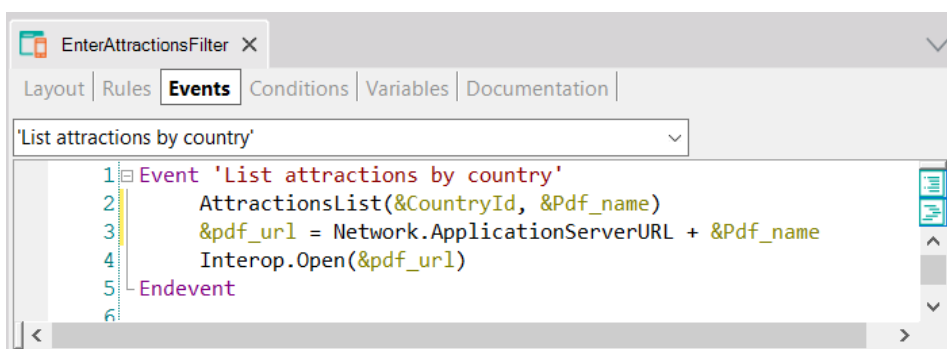 EnterAttractionsFilter
Layout Rules Events Conditions Variables Documentation
'List attractions by country'
1 Event 'List attractions by country'
2 AttractionsList(&CountryId, &Pdf_name)
3 &pdf_url = Network.ApplicationServerURL + &Pdf_name
4 Interop.Open(&pdf_url)
5 Endevent
6